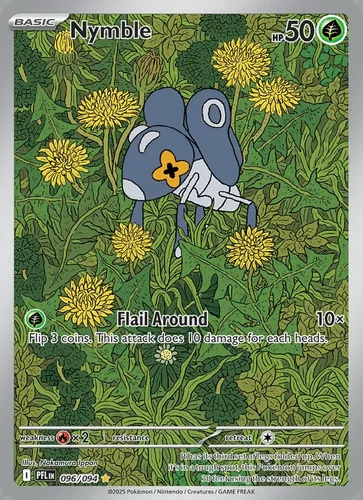 BASIC
Nymble
HP50
Flail Around 10×
Flip 3 coins. This attack does 10 damage for each heads.
weakness ×2 resistance retreat
Illus. Nakamura Ippan
I PFL EN 096/094
It has its third set of legs folded up. When
it's in a tough spot, this Pokémon jumps over
30 feet using the strength of its legs.
©2025 Pokémon / Nintendo / Creatures / GAME FREAK